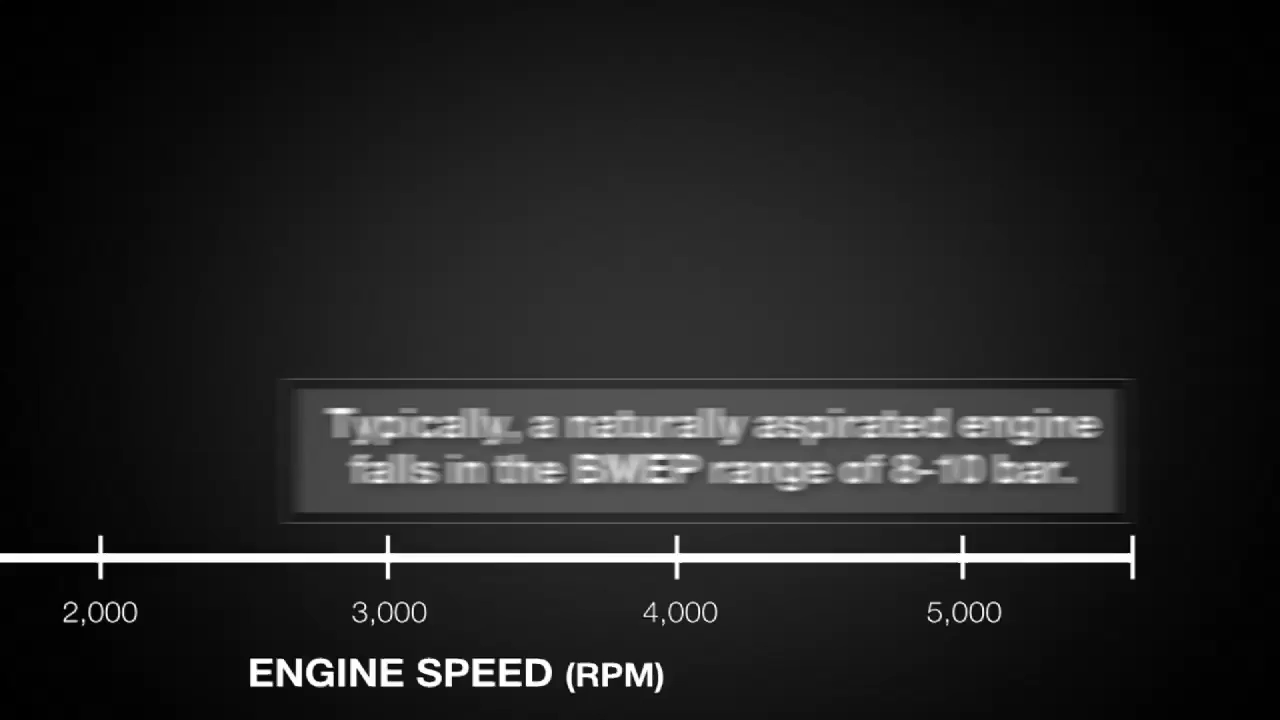 Typically, a naturally aspirated engine
falls in the BMEP range of 8-10 bar.
2,000 3,000 4,000 5,000
ENGINE SPEED (RPM)